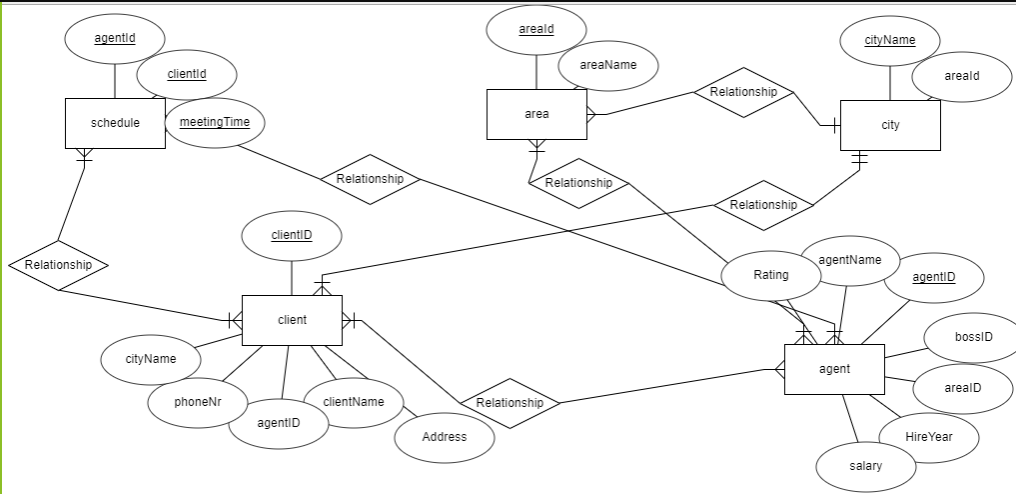 agentId
clientId
schedule
meetingTime
areaId
areaName
area
Relationship
cityName
areaId
city
Relationship
Relationship
Relationship
Relationship
clientID
client
cityName
phoneNr
agentID
clientName
Address
Relationship
Rating
agentName
agentID
bossID
areaID
agent
HireYear
salary